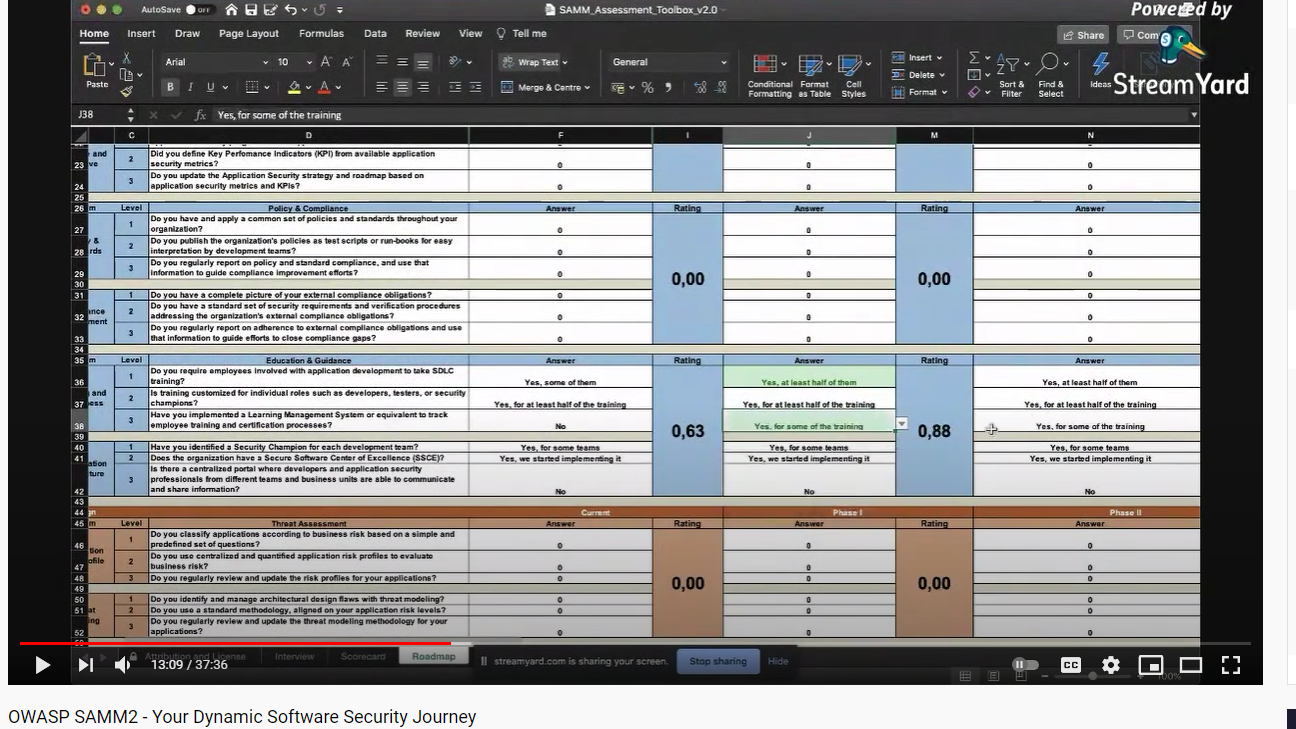 Powered by
StreamYard
AutoSave OFF
SAMM_Assessment_Toolbox_v2.0
Home Insert Draw Page Layout Formulas Data Review View Tell me
Share
Paste
Arial 10
Wrap Text
General
Merge & Centre
Conditional Formatting
Format as Table
Cell Styles
Insert
Delete
Format
Sort & Filter
Find & Select
Ideas
J38 fx Yes, for some of the training
C D F I J M N
23 and ve 2 Did you define Key Perfomance Indicators (KPI) from available application security metrics? 0 0 0
24 3 Do you update the Application Security strategy and roadmap based on application security metrics and KPIs? 0 0 0
25
26 m Level Policy & Compliance Answer Rating Answer Rating Answer
27 1 Do you have and apply a common set of policies and standards throughout your organization? 0 0 0
28 y & rds 2 Do you publish the organization's policies as test scripts or run-books for easy interpretation by development teams? 0 0 0
29 3 Do you regularly report on policy and standard compliance, and use that information to guide compliance improvement efforts? 0 0 0
30 0,00 0,00
31 1 Do you have a complete picture of your external compliance obligations? 0 0 0
32 nce ment 2 Do you have a standard set of security requirements and verification procedures addressing the organization's external compliance obligations? 0 0 0
33 3 Do you regularly report on adherence to external compliance obligations and use that information to guide efforts to close compliance gaps? 0 0 0
34
35 m Level Education & Guidance Answer Rating Answer Rating Answer
36 1 Do you require employees involved with application development to take SDLC training? Yes, some of them Yes, at least half of them Yes, at least half of them
37 and ess 2 Is training customized for individual roles such as developers, testers, or security champions? Yes, for at least half of the training Yes, for at least half of the training Yes, for at least half of the training
38 3 Have you implemented a Learning Management System or equivalent to track employee training and certification processes? No 0,63 Yes, for some of the training 0,88 Yes, for some of the training
39
40 1 Have you identified a Security Champion for each development team? Yes, for some teams Yes, for some teams Yes, for some teams
41 ation ture 2 Does the organization have a Secure Software Center of Excellence (SSCE)? Yes, we started implementing it Yes, we started implementing it Yes, we started implementing it
42 3 Is there a centralized portal where developers and application security professionals from different teams and business units are able to communicate and share information? No No No
43
44 gn Current Phase I Phase II
45 m Level Threat Assessment Answer Rating Answer Rating Answer
46 1 Do you classify applications according to business risk based on a simple and predefined set of questions? 0 0 0
47 tion ofile 2 Do you use centralized and quantified application risk profiles to evaluate business risk? 0 0 0
48 3 Do you regularly review and update the risk profiles for your applications? 0 0,00 0 0,00 0
49
50 1 Do you identify and manage architectural design flaws with threat modeling? 0 0 0
51 at ng 2 Do you use a standard methodology, aligned on your application risk levels? 0 0 0
52 3 Do you regularly review and update the threat modeling methodology for your applications? 0 0 0
Attribution and License Interview Scorecard Roadmap
streamyard.com is sharing your screen. Stop sharing Hide
100%
13:09 / 37:36
CC
OWASP SAMM2 - Your Dynamic Software Security Journey